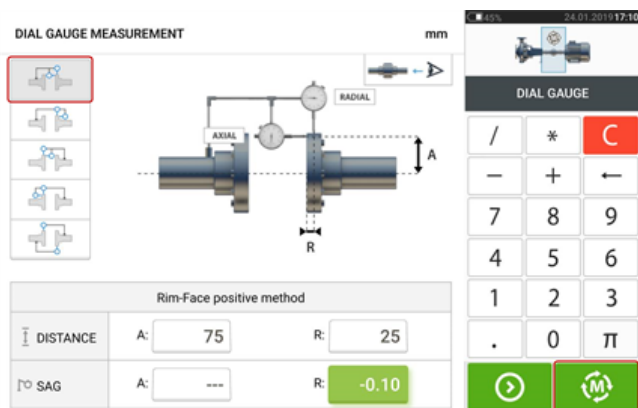 DIAL GAUGE MEASUREMENT
mm
45%
24.01.2019 17:10
RADIAL
AXIAL
A
R
DIAL GAUGE
/ * C
− + ←
7 8 9
4 5 6
1 2 3
. 0 π
Rim-Face positive method
DISTANCE A: 75 R: 25
SAG A: --- R: -0.10
M